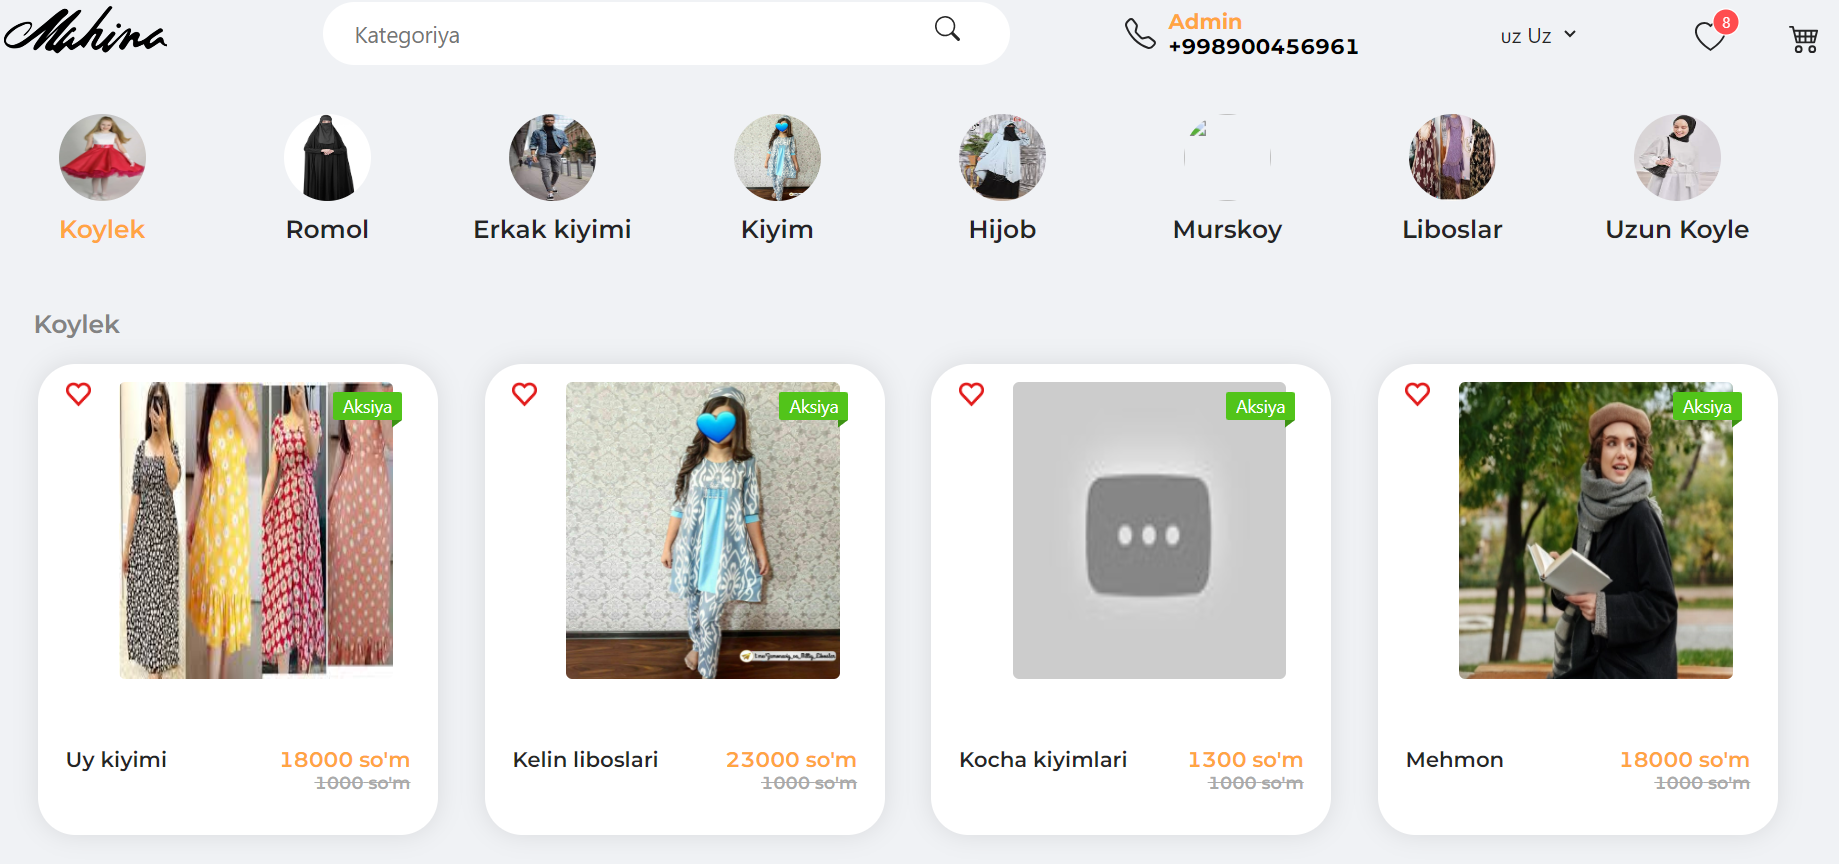 Mahina
Kategoriya
Admin
+998900456961
uz Uz
8
Koylek
Romol
Erkak kiyimi
Kiyim
Hijob
Murskoy
Liboslar
Uzun Koyle
Koylek
Aksiya
Aksiya
Aksiya
Aksiya
Uy kiyimi
18000 so'm
1000 so'm
Kelin liboslari
23000 so'm
1000 so'm
Kocha kiyimlari
1300 so'm
1000 so'm
Mehmon
18000 so'm
1000 so'm